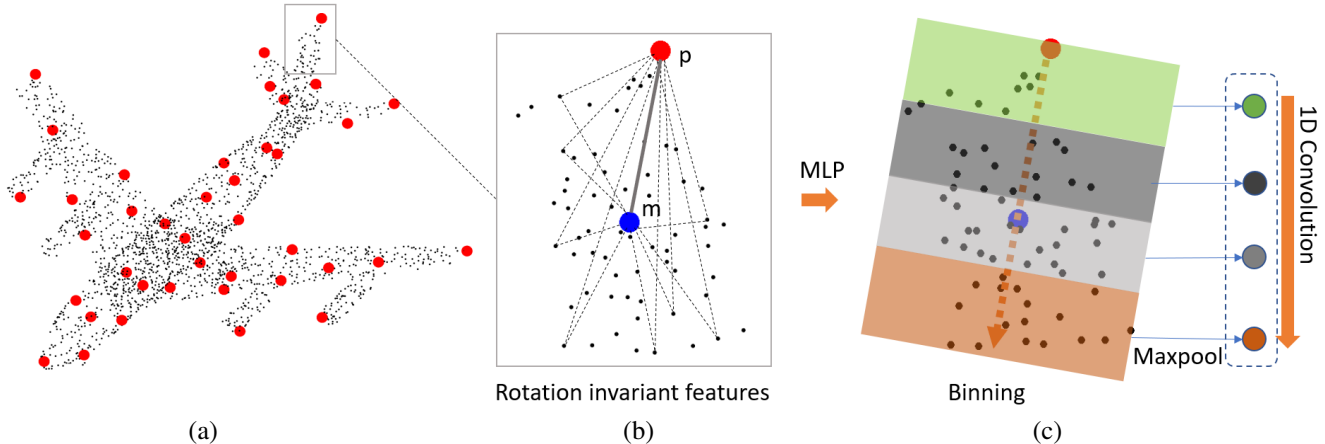 p
m
MLP
1D Convolution
Maxpool
Rotation invariant features
Binning
(a)
(b)
(c)